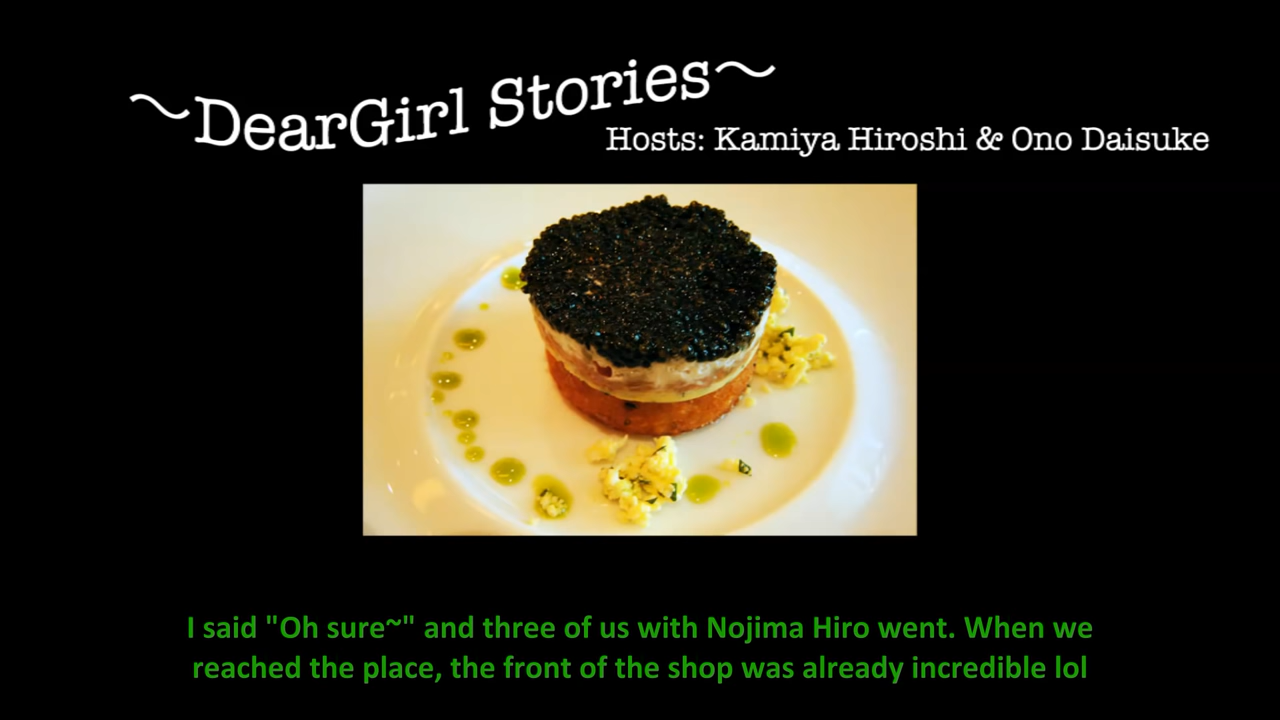 ~DearGirl Stories~
Hosts: Kamiya Hiroshi & Ono Daisuke
I said "Oh sure~" and three of us with Nojima Hiro went. When we
reached the place, the front of the shop was already incredible lol